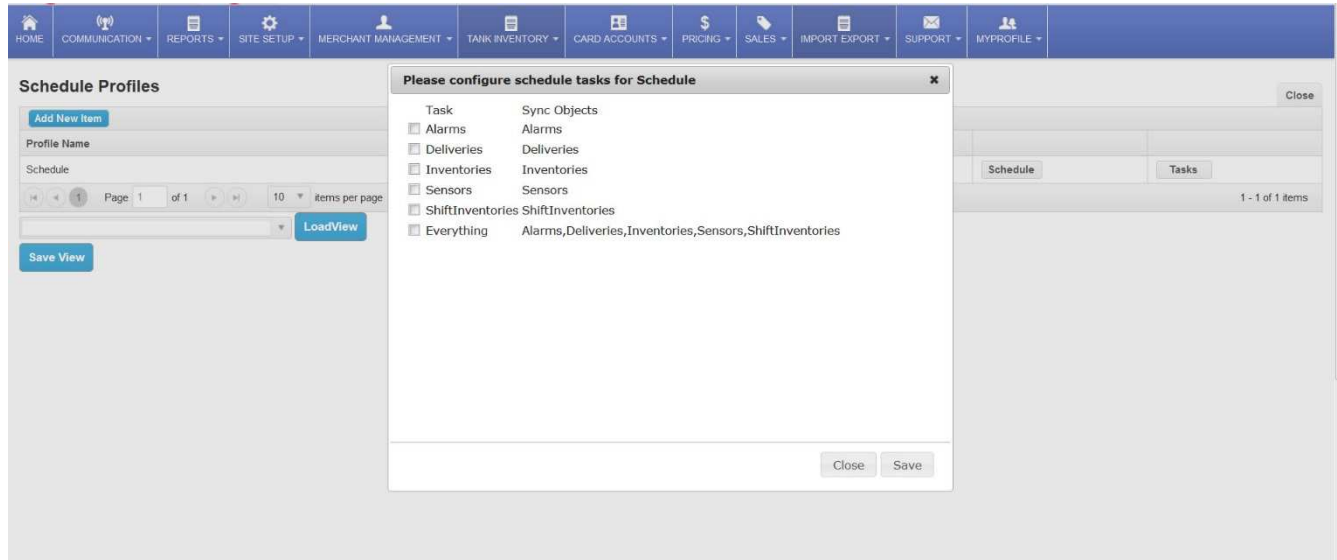 HOME COMMUNICATION REPORTS SITE SETUP MERCHANT MANAGEMENT TANK INVENTORY CARD ACCOUNTS PRICING SALES IMPORT EXPORT SUPPORT MYPROFILE
Schedule Profiles
Close
Add New Item
Profile Name
Schedule Schedule Tasks
1 Page 1 of 1 10 items per page 1 - 1 of 1 items
LoadView
Save View
Please configure schedule tasks for Schedule
Task Sync Objects
Alarms Alarms
Deliveries Deliveries
Inventories Inventories
Sensors Sensors
ShiftInventories ShiftInventories
Everything Alarms,Deliveries,Inventories,Sensors,ShiftInventories
Close Save